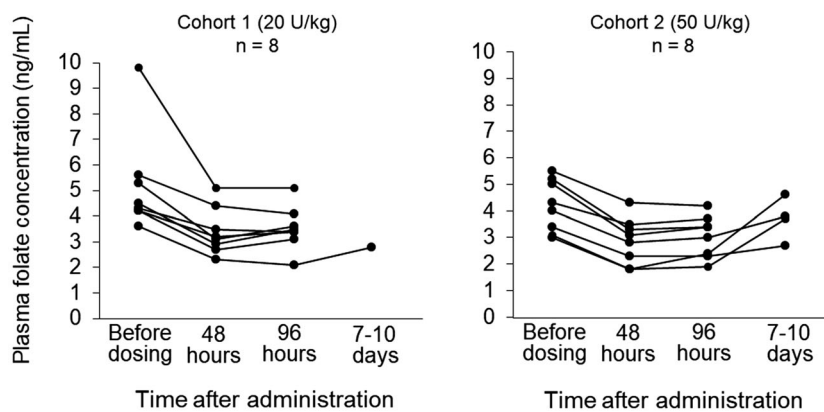 Cohort 1 (20 U/kg)
n = 8
Plasma folate concentration (ng/mL)
10
9
8
7
6
5
4
3
2
1
0
Before dosing
48 hours
96 hours
7-10 days
Time after administration
Cohort 2 (50 U/kg)
n = 8
10
9
8
7
6
5
4
3
2
1
0
Before dosing
48 hours
96 hours
7-10 days
Time after administration